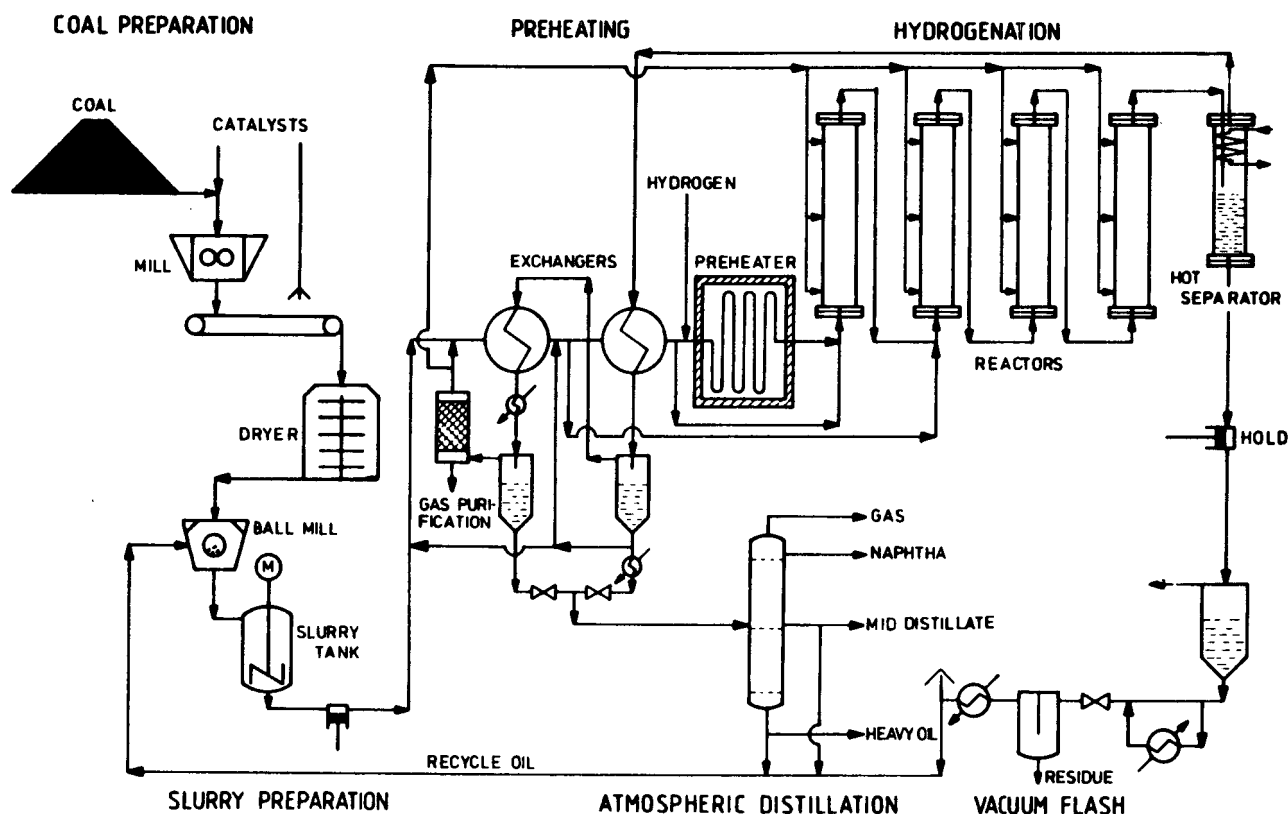 COAL PREPARATION
PREHEATING
HYDROGENATION
COAL
CATALYSTS
HYDROGEN
MILL
EXCHANGERS
PREHEATER
HOT
SEPARATOR
REACTORS
DRYER
HOLD
GAS PURI-
FICATION
BALL MILL
GAS
NAPHTHA
M
SLURRY
TANK
MID DISTILLATE
HEAVY OIL
RECYCLE OIL
RESIDUE
SLURRY PREPARATION
ATMOSPHERIC DISTILLATION
VACUUM FLASH